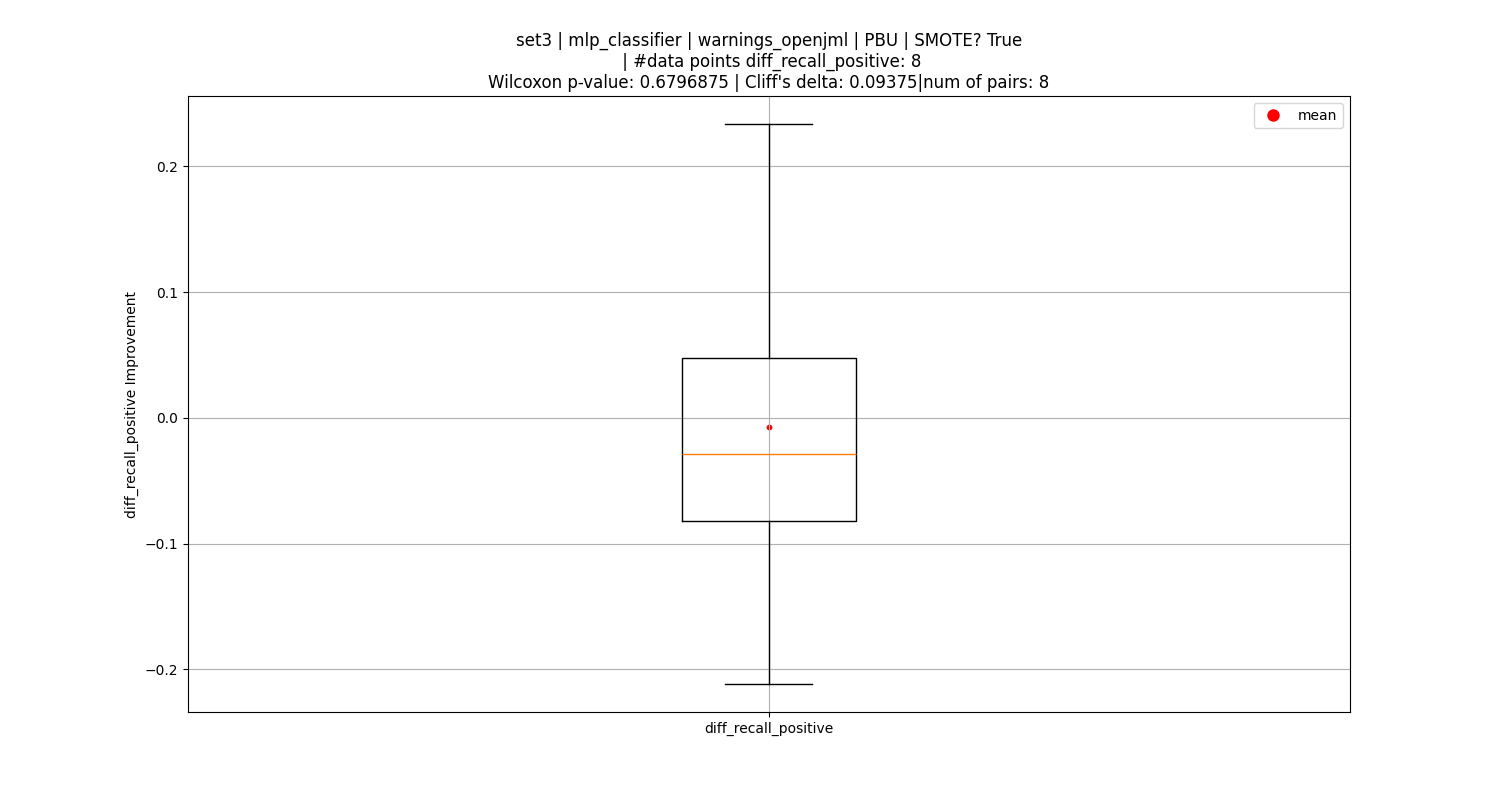 set3 | mlp_classifier | warnings_openjml | PBU | SMOTE? True
| #data points diff_recall_positive: 8
Wilcoxon p-value: 0.6796875 | Cliff's delta: 0.09375|num of pairs: 8
mean
0.2
0.1
0.0
−0.1
−0.2
diff_recall_positive Improvement
diff_recall_positive